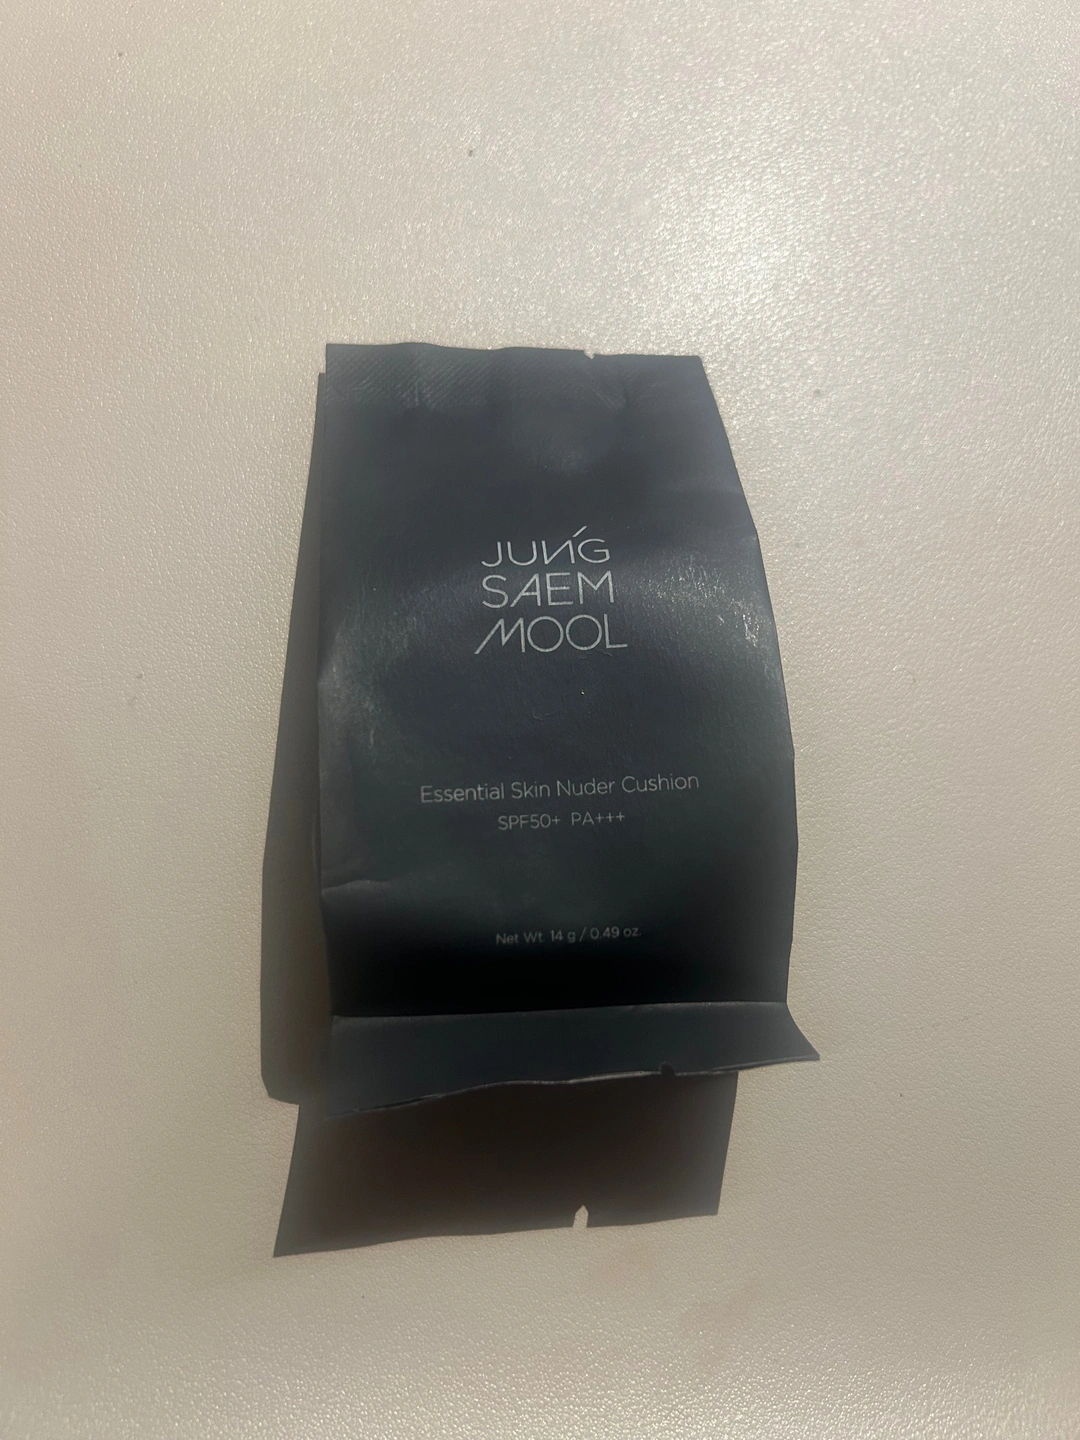 JUNG
SAEM
MOOL
Essential Skin Nuder Cushion
SPF50+ PA+++
Net Wt. 14 g / 0.49 oz.